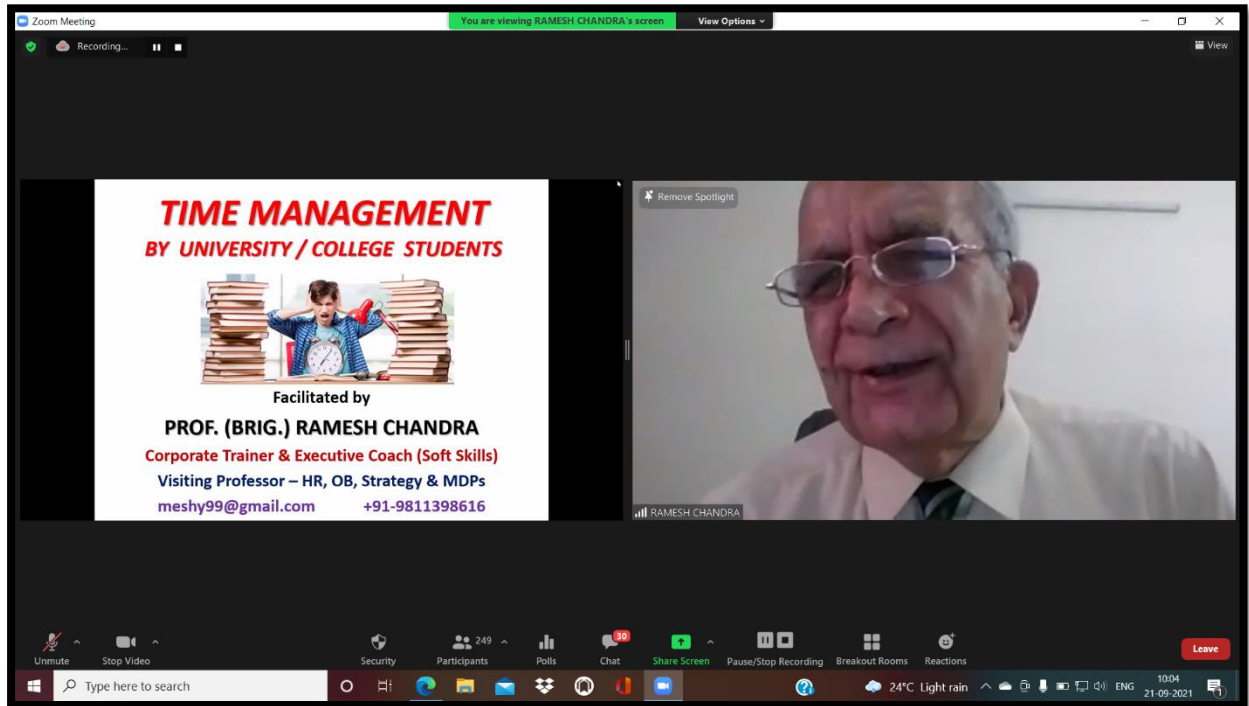 Zoom Meeting
You are viewing RAMESH CHANDRA's screen
View Options
Recording...
View
TIME MANAGEMENT
BY UNIVERSITY / COLLEGE STUDENTS
Facilitated by
PROF. (BRIG.) RAMESH CHANDRA
Corporate Trainer & Executive Coach (Soft Skills)
Visiting Professor – HR, OB, Strategy & MDPs
meshy99@gmail.com +91-9811398616
Remove Spotlight
RAMESH CHANDRA
Unmute
Stop Video
Security
249
Participants
Polls
30
Chat
Share Screen
Pause/Stop Recording
Breakout Rooms
Reactions
Leave
Type here to search
24°C Light rain
ENG
10:04
21-09-2021
1